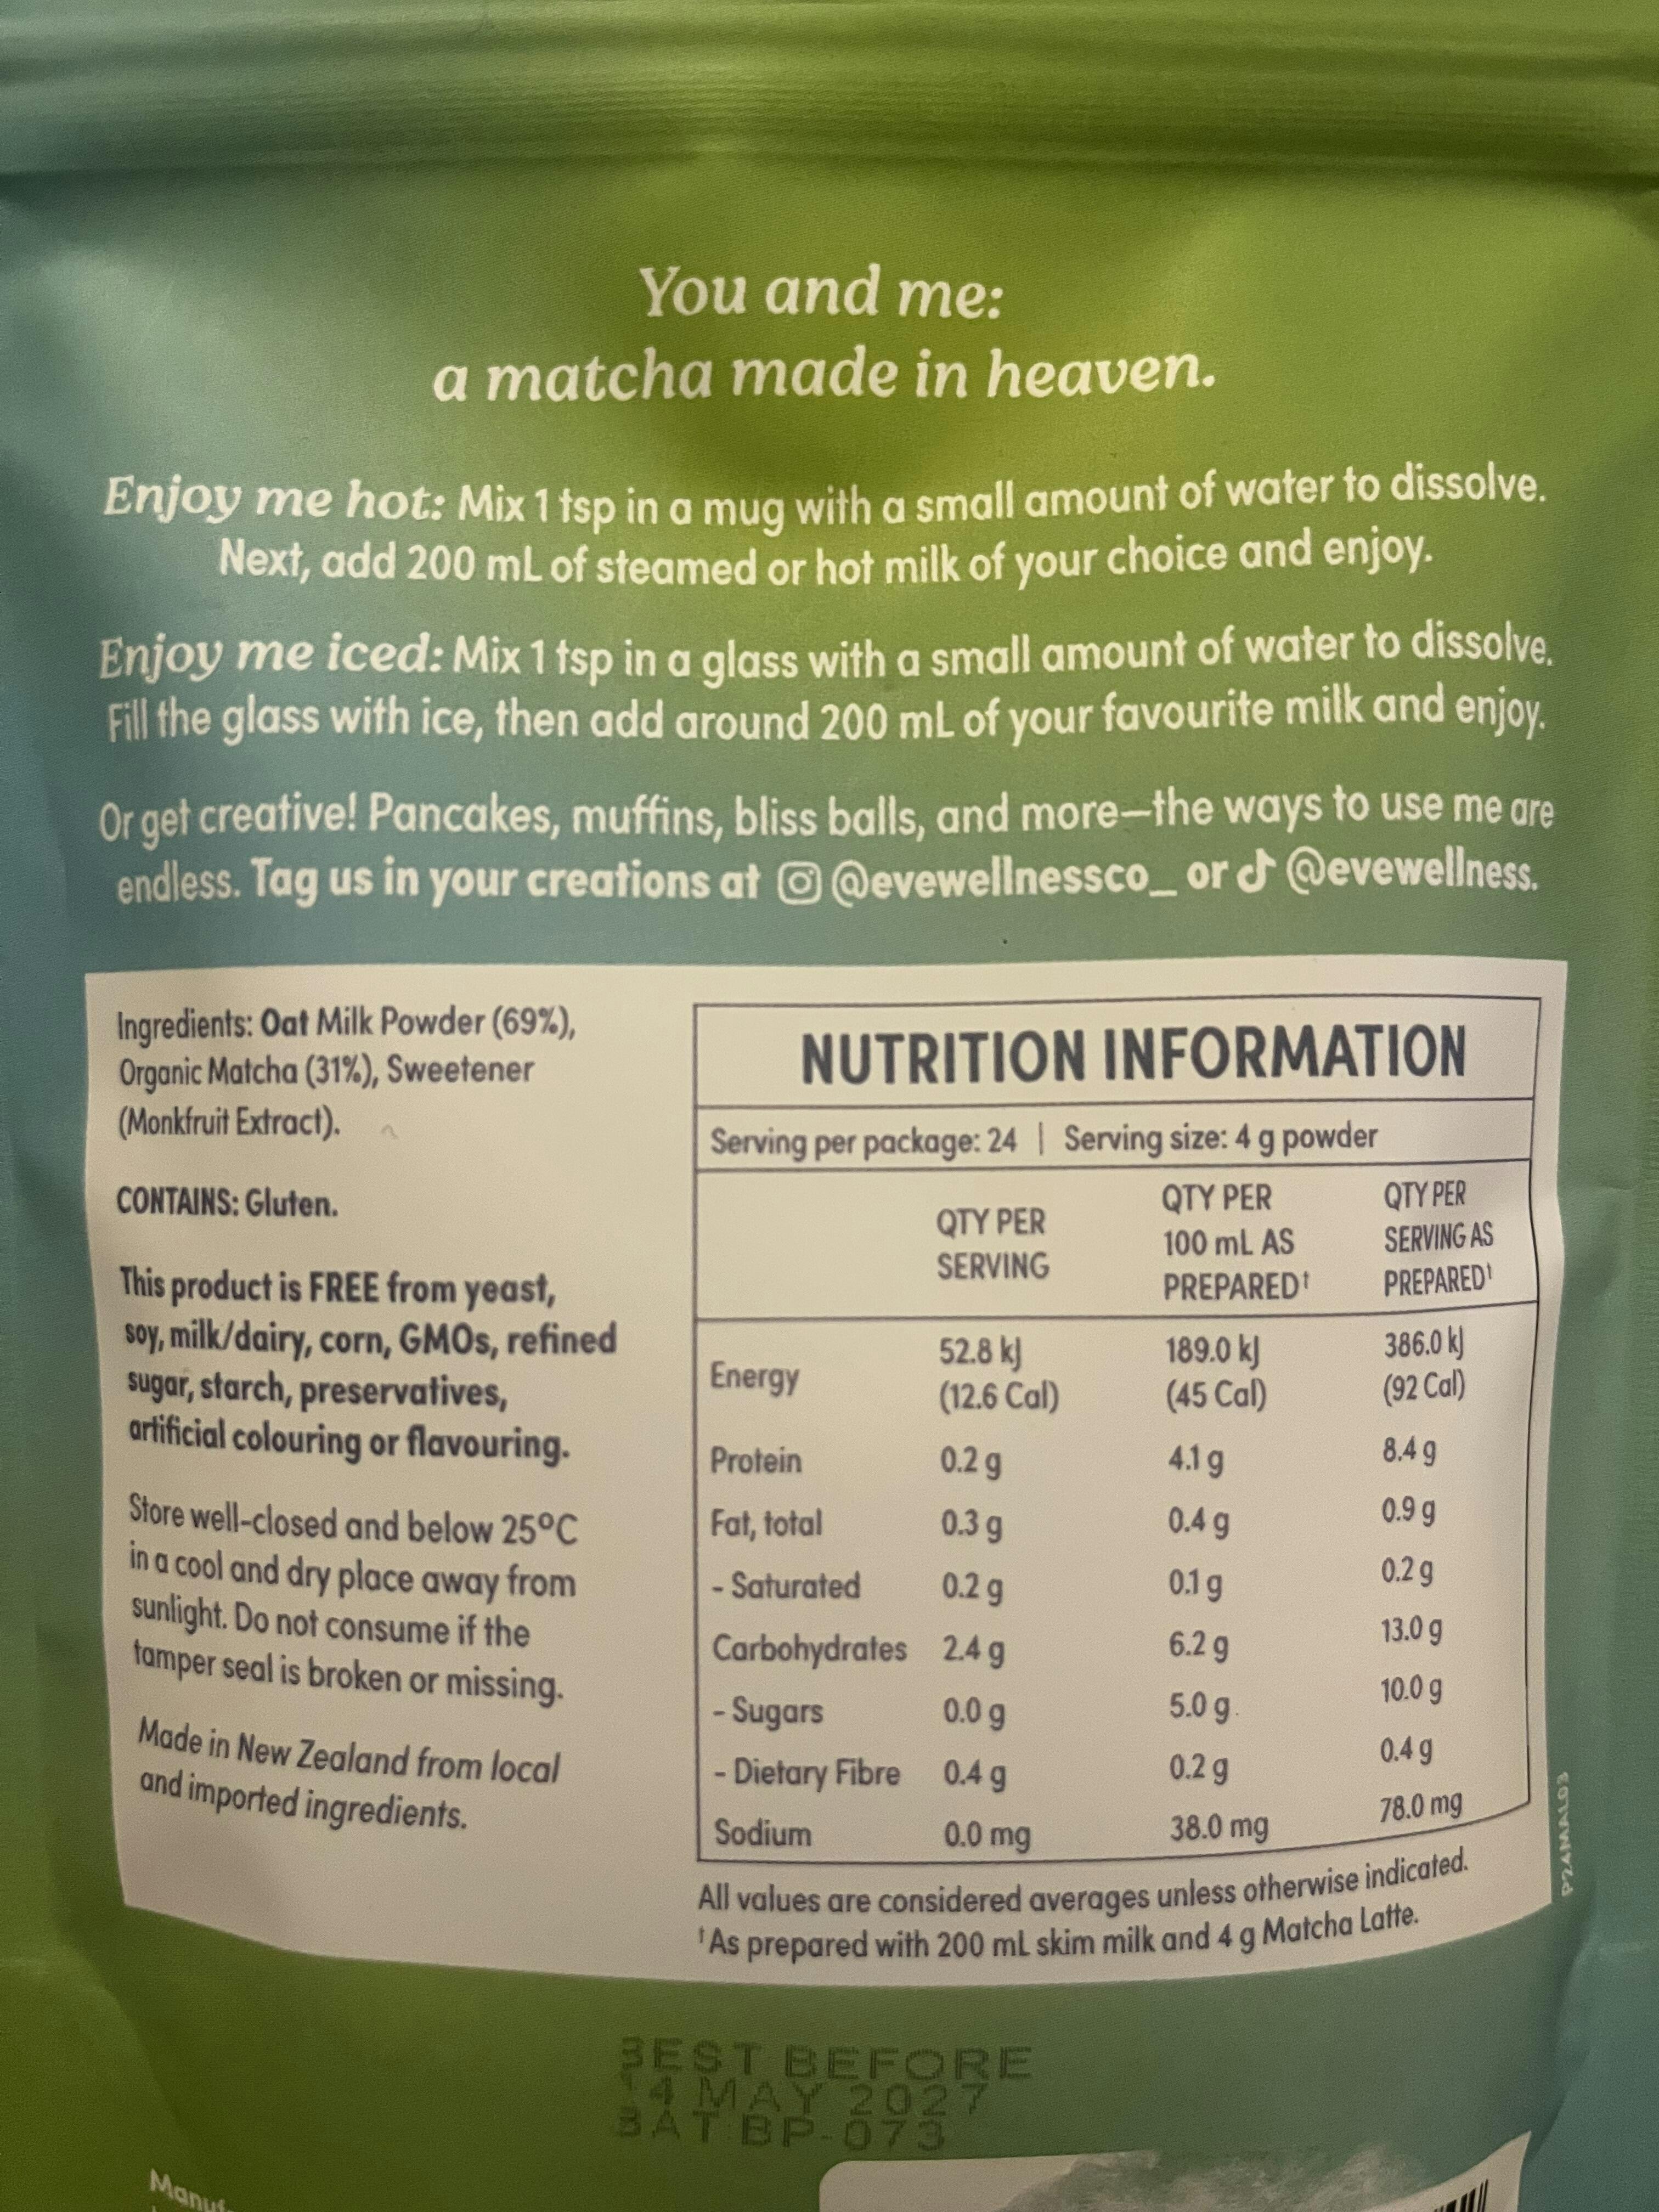 You and me:
a matcha made in heaven.
Enjoy me hot: Mix 1 tsp in a mug with a small amount of water to dissolve.
Next, add 200 mL of steamed or hot milk of your choice and enjoy.
Enjoy me iced: Mix 1 tsp in a glass with a small amount of water to dissolve.
Fill the glass with ice, then add around 200 mL of your favourite milk and enjoy.
Or get creative! Pancakes, muffins, bliss balls, and more—the ways to use me are
endless. Tag us in your creations at @evewellnessco_ or @evewellness.
Ingredients: Oat Milk Powder (69%),
Organic Matcha (31%), Sweetener
(Monkfruit Extract).
CONTAINS: Gluten.
This product is FREE from yeast,
soy, milk/dairy, corn, GMOs, refined
sugar, starch, preservatives,
artificial colouring or flavouring.
Store well-closed and below 25°C
in a cool and dry place away from
sunlight. Do not consume if the
tamper seal is broken or missing.
Made in New Zealand from local
and imported ingredients.
NUTRITION INFORMATION
Serving per package: 24 | Serving size: 4 g powder
QTY PER SERVING
QTY PER 100 mL AS PREPARED†
QTY PER SERVING AS PREPARED†
Energy 52.8 kJ (12.6 Cal) 189.0 kJ (45 Cal) 386.0 kJ (92 Cal)
Protein 0.2 g 4.1 g 8.4 g
Fat, total 0.3 g 0.4 g 0.9 g
- Saturated 0.2 g 0.1 g 0.2 g
Carbohydrates 2.4 g 6.2 g 13.0 g
- Sugars 0.0 g 5.0 g 10.0 g
- Dietary Fibre 0.4 g 0.2 g 0.4 g
Sodium 0.0 mg 38.0 mg 78.0 mg
All values are considered averages unless otherwise indicated.
†As prepared with 200 mL skim milk and 4 g Matcha Latte.
P24MAL03
BEST BEFORE
14 MAY 2027
BAT BP-073